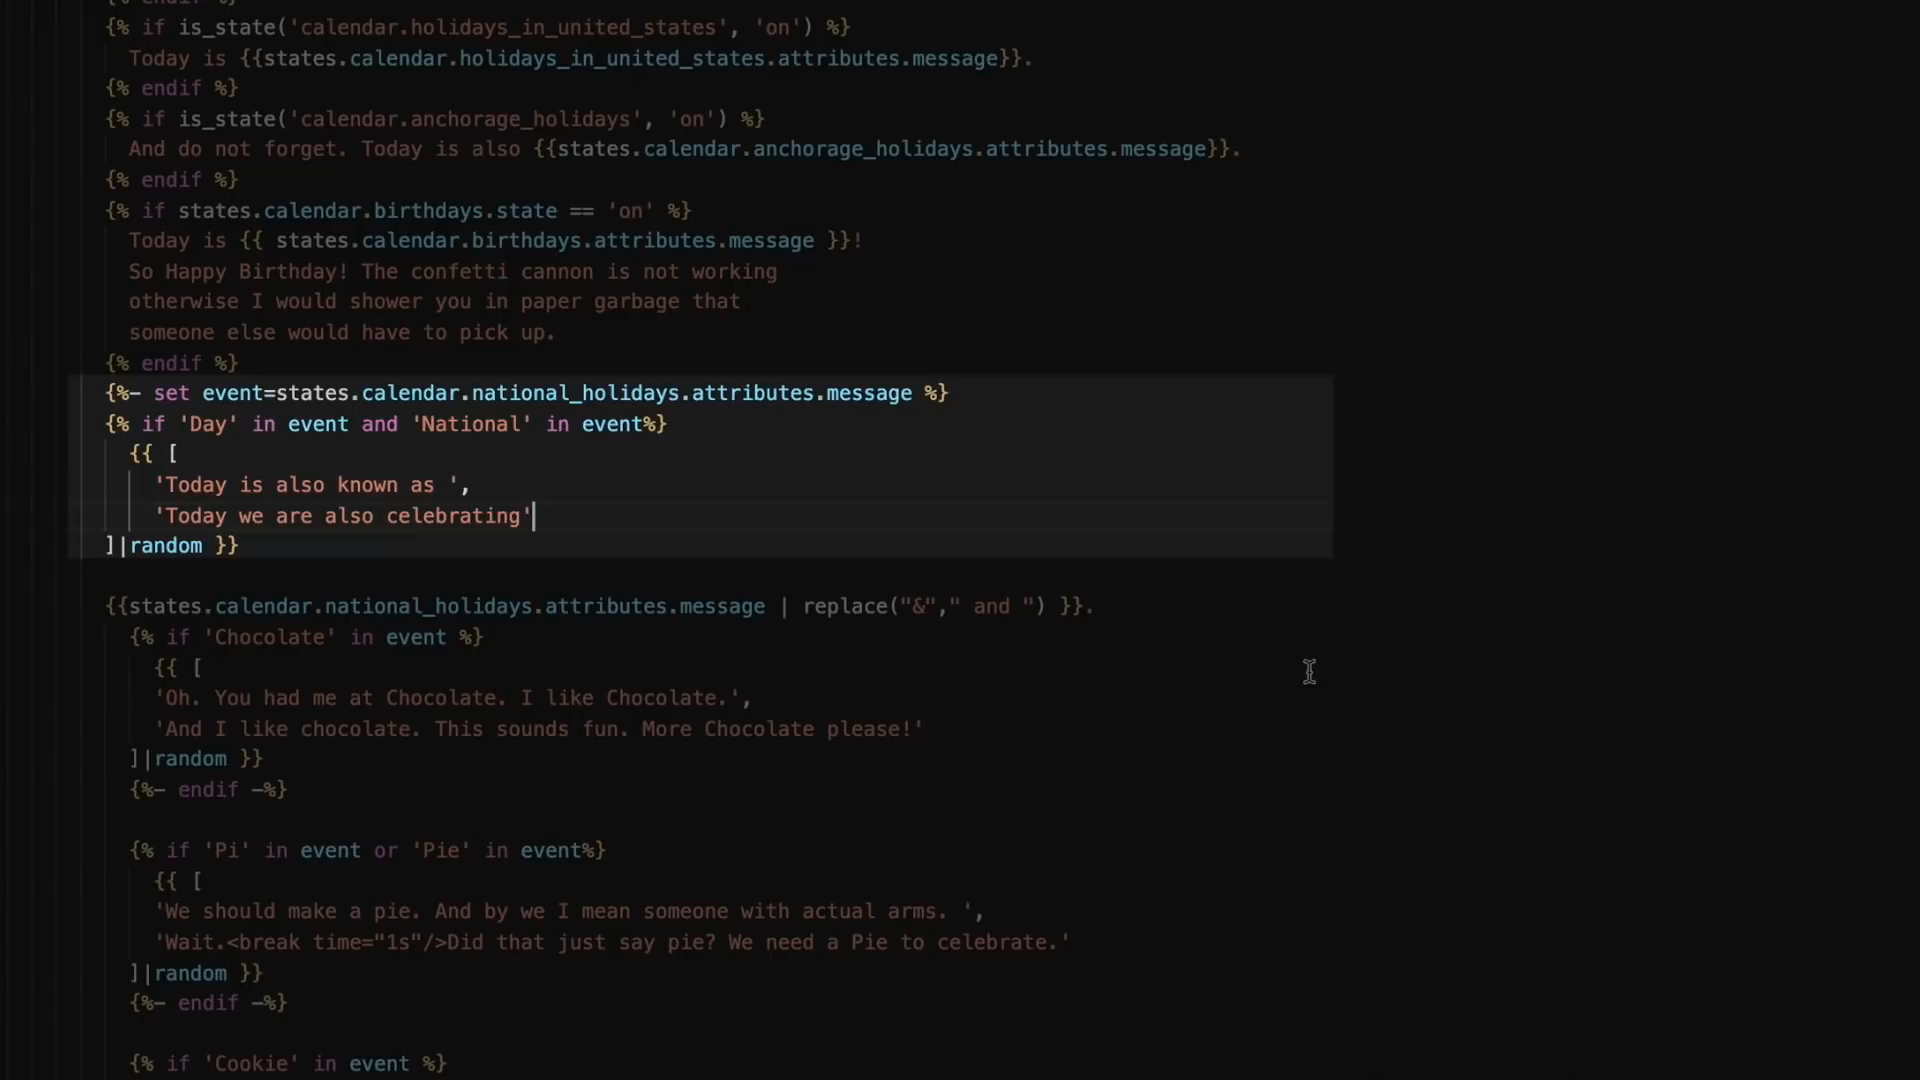 {% endif %}
{% if is_state('calendar.holidays_in_united_states', 'on') %}
Today is {{states.calendar.holidays_in_united_states.attributes.message}}.
{% endif %}
{% if is_state('calendar.anchorage_holidays', 'on') %}
And do not forget. Today is also {{states.calendar.anchorage_holidays.attributes.message}}.
{% endif %}
{% if states.calendar.birthdays.state == 'on' %}
Today is {{ states.calendar.birthdays.attributes.message }}!
So Happy Birthday! The confetti cannon is not working
otherwise I would shower you in paper garbage that
someone else would have to pick up.
{% endif %}
{%- set event=states.calendar.national_holidays.attributes.message %}
{% if 'Day' in event and 'National' in event%}
{{ [
'Today is also known as ',
'Today we are also celebrating'
]|random }}
{{states.calendar.national_holidays.attributes.message | replace("&"," and ") }}.
{% if 'Chocolate' in event %}
{{ [
'Oh. You had me at Chocolate. I like Chocolate.',
'And I like chocolate. This sounds fun. More Chocolate please!'
]|random }}
{%- endif -%}
{% if 'Pi' in event or 'Pie' in event%}
{{ [
'We should make a pie. And by we I mean someone with actual arms. ',
'Wait.<break time="1s"/>Did that just say pie? We need a Pie to celebrate.'
]|random }}
{%- endif -%}
{% if 'Cookie' in event %}